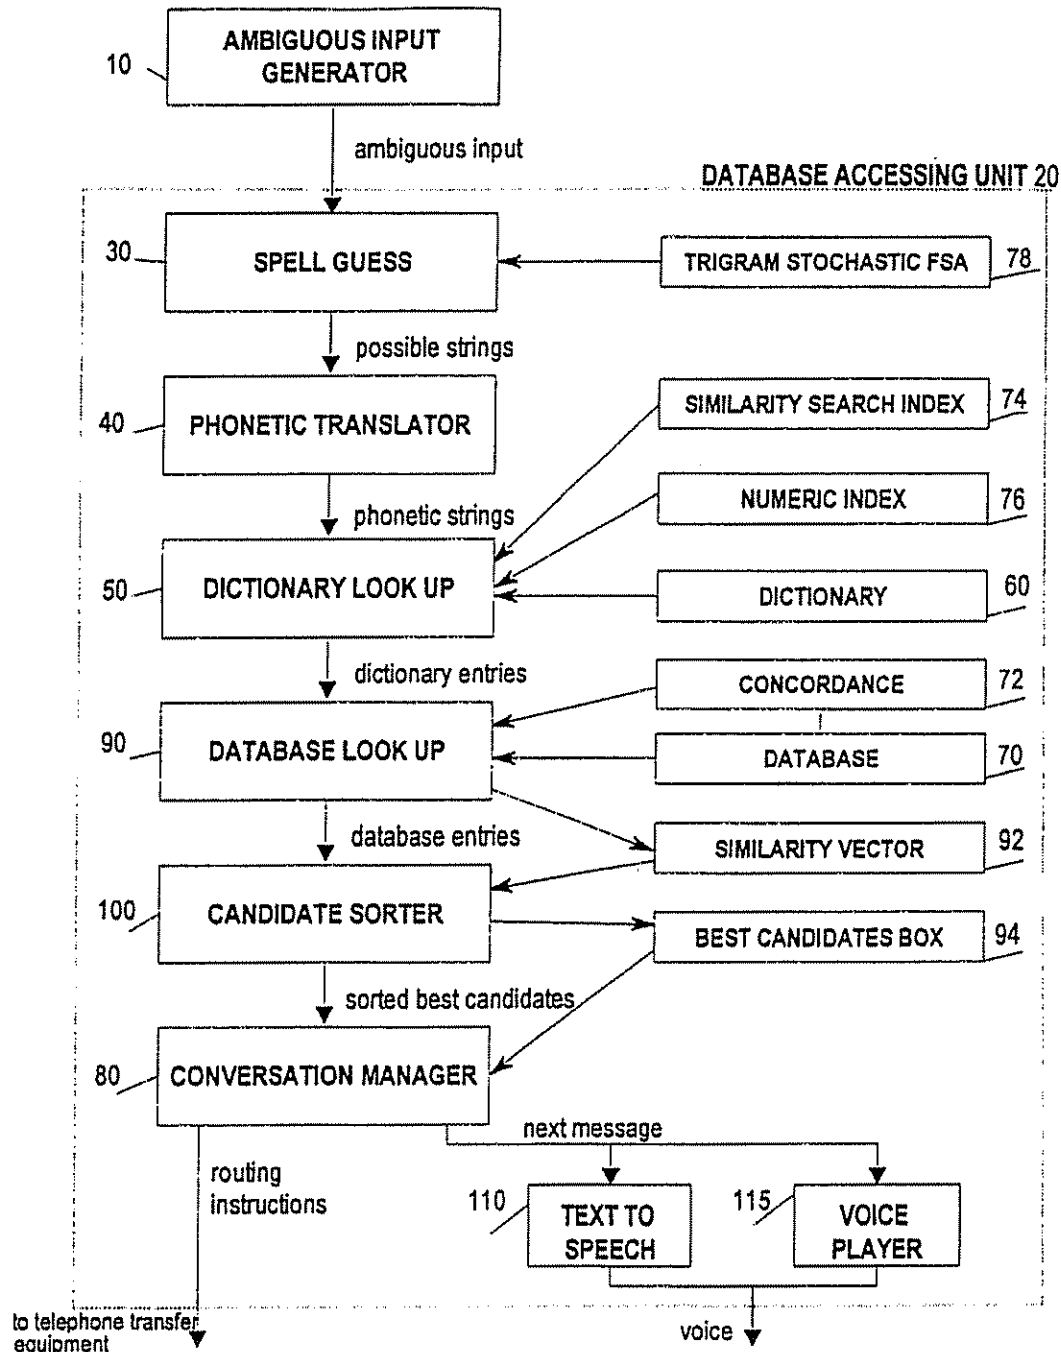 AMBIGUOUS INPUT
GENERATOR
10
ambiguous input
DATABASE ACCESSING UNIT 20
30
SPELL GUESS
TRIGRAM STOCHASTIC FSA
78
possible strings
40
PHONETIC TRANSLATOR
SIMILARITY SEARCH INDEX
74
NUMERIC INDEX
76
phonetic strings
50
DICTIONARY LOOK UP
DICTIONARY
60
dictionary entries
CONCORDANCE
72
90
DATABASE LOOK UP
DATABASE
70
database entries
SIMILARITY VECTOR
92
100
CANDIDATE SORTER
BEST CANDIDATES BOX
94
sorted best candidates
80
CONVERSATION MANAGER
next message
routing
instructions
110
TEXT TO
SPEECH
115
VOICE
PLAYER
to telephone transfer
equipment
voice